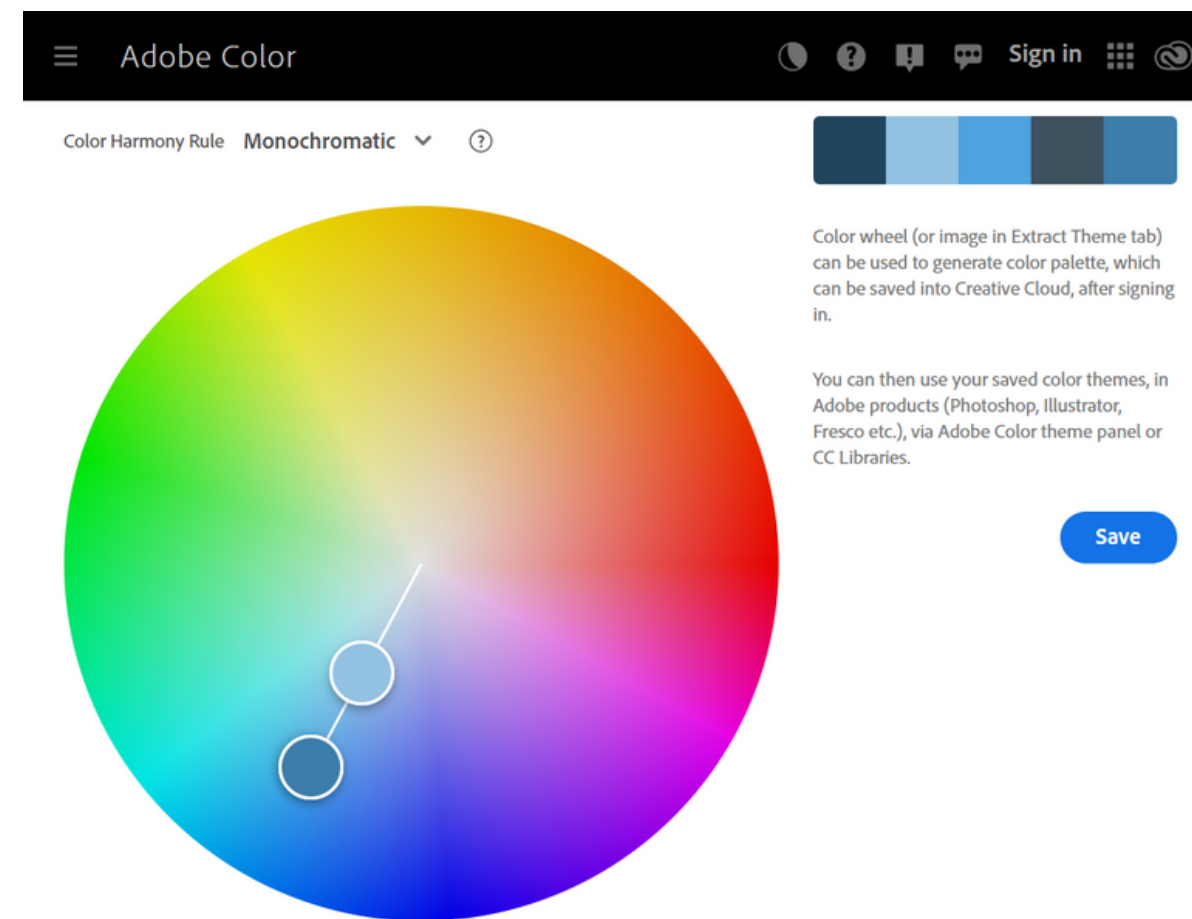 Adobe Color
Sign in
Color Harmony Rule Monochromatic
Color wheel (or image in Extract Theme tab)
can be used to generate color palette, which
can be saved into Creative Cloud, after signing
in.
You can then use your saved color themes, in
Adobe products (Photoshop, Illustrator,
Fresco etc.), via Adobe Color theme panel or
CC Libraries.
Save